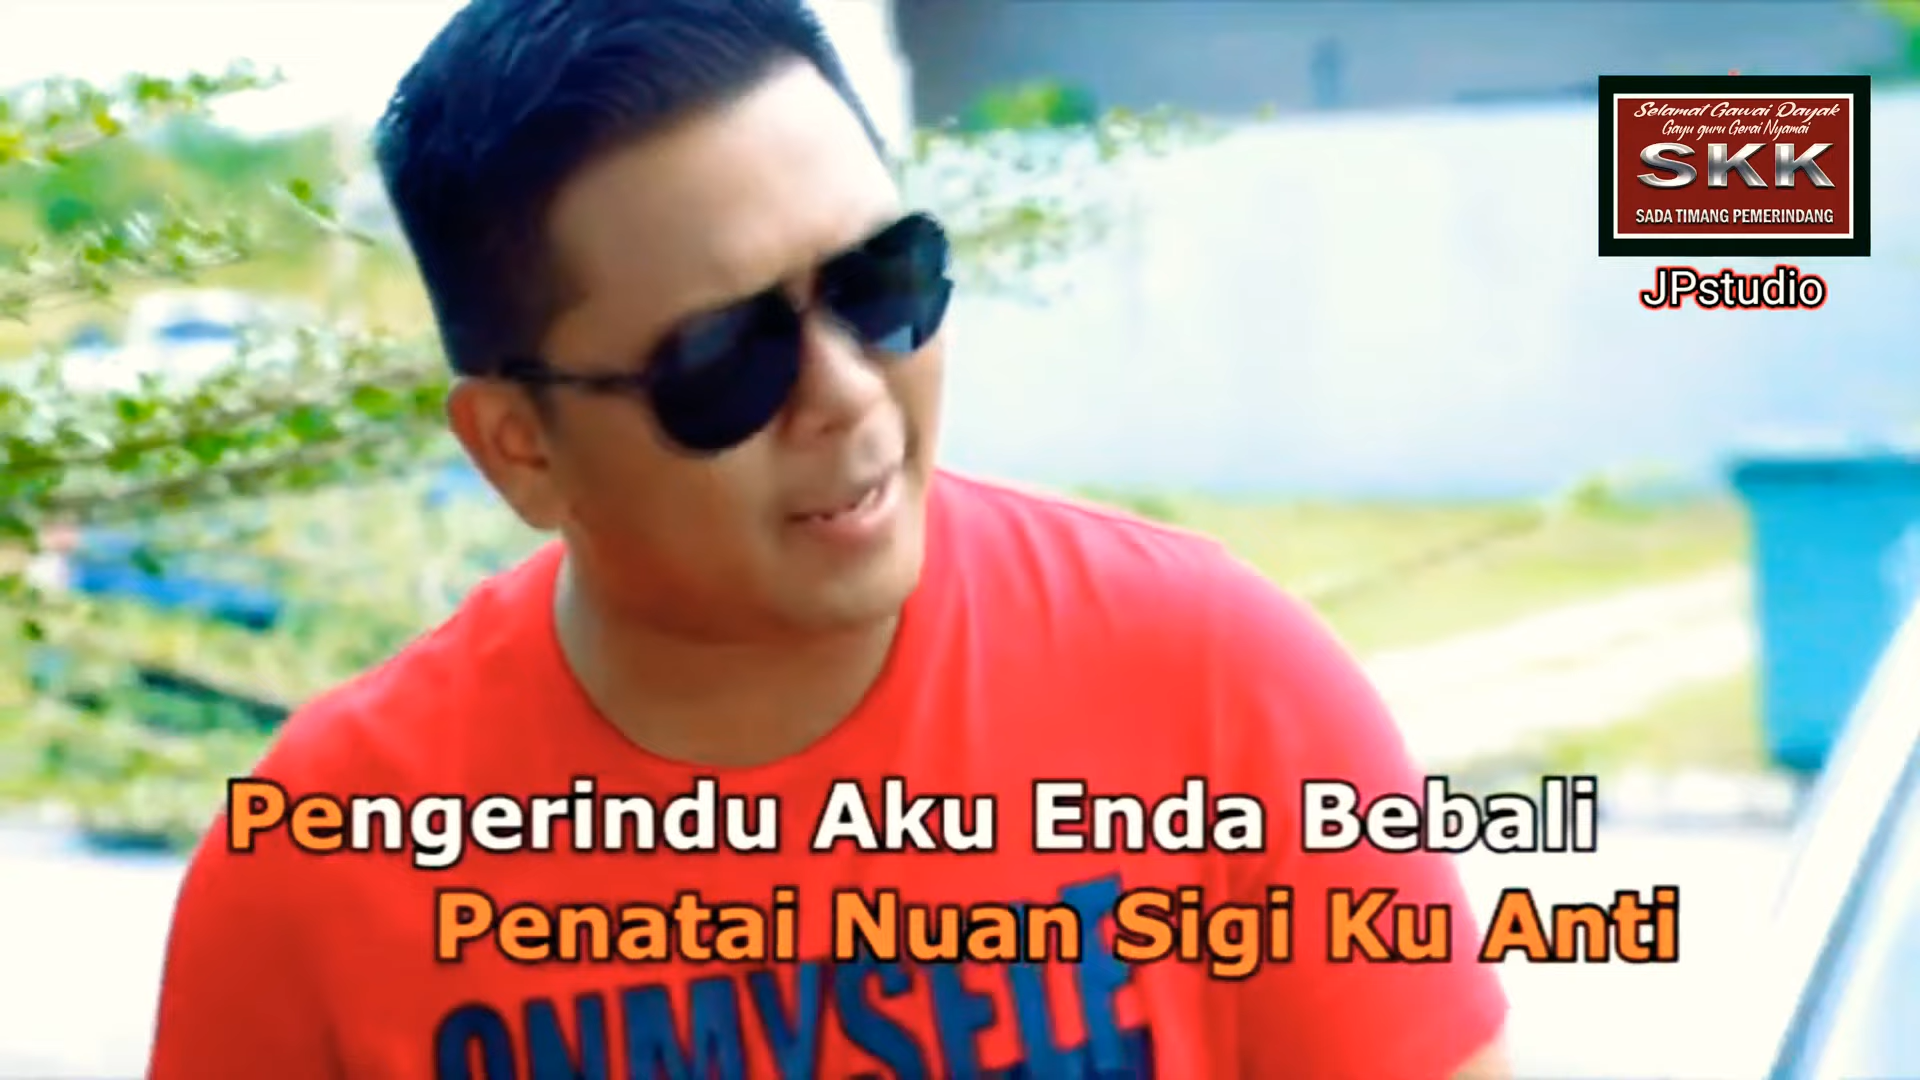 Selamat Gawai Dayak
Gayu guru Gerai Nyamai
SKK
SADA TIMANG PEMERINDANG
JPstudio
Pengerindu Aku Enda Bebali
Penatai Nuan Sigi Ku Anti
ONMYSELF